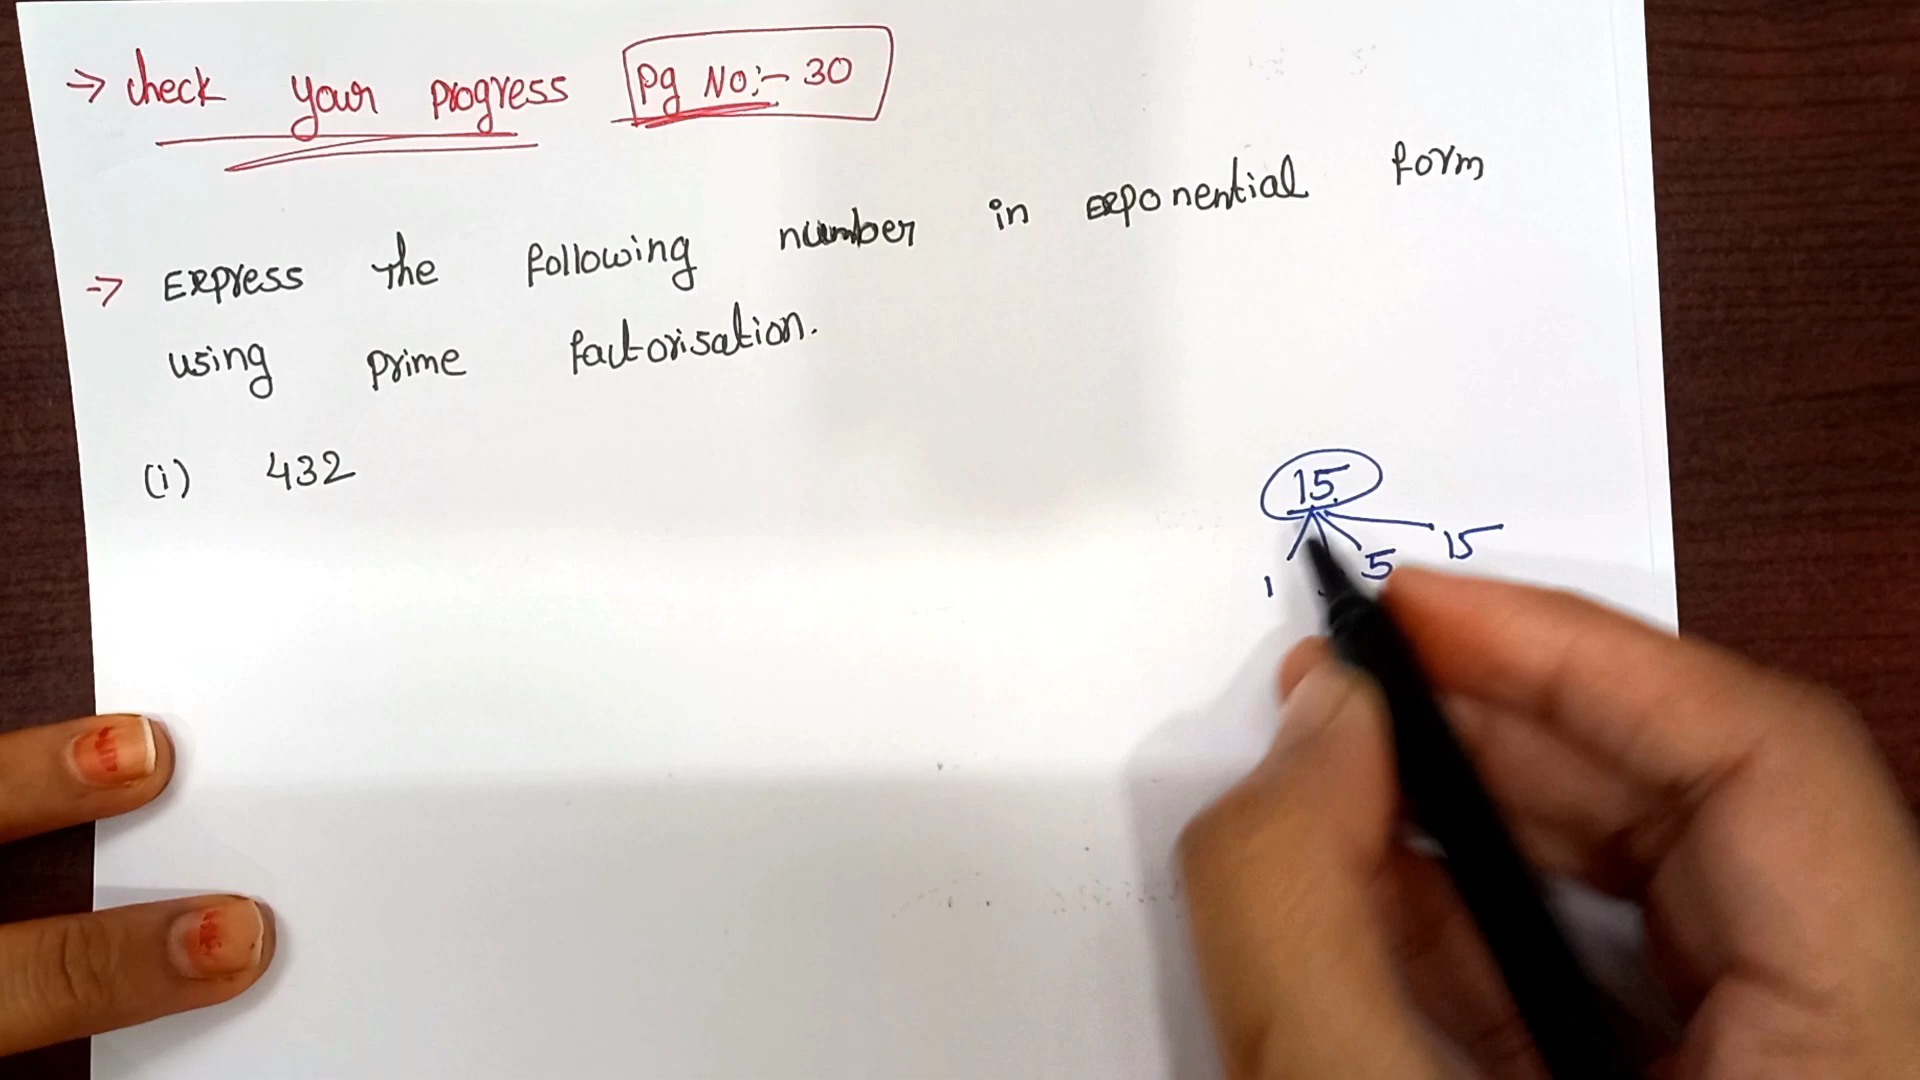 → check your progress Pg No:- 30
→ Express the following number in exponential form
using prime factorisation.
(i) 432
15.
1 5 15